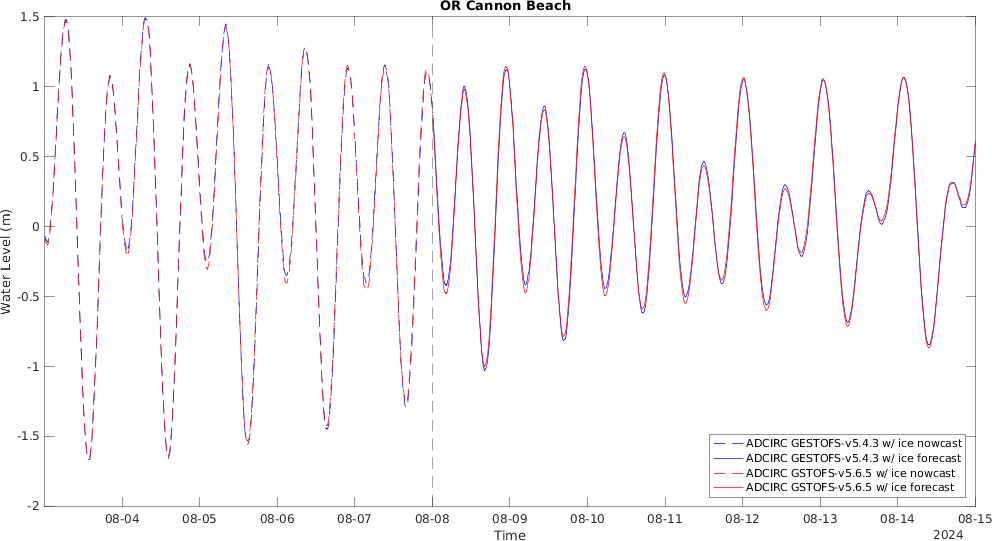 OR Cannon Beach
1.5
1
0.5
0
-0.5
-1
-1.5
-2
Water Level (m)
08-04 08-05 08-06 08-07 08-08 08-09 08-10 08-11 08-12 08-13 08-14 08-15
Time
2024
ADCIRC GESTOFS-v5.4.3 w/ ice nowcast
ADCIRC GESTOFS-v5.4.3 w/ ice forecast
ADCIRC GSTOFS-v5.6.5 w/ ice nowcast
ADCIRC GSTOFS-v5.6.5 w/ ice forecast